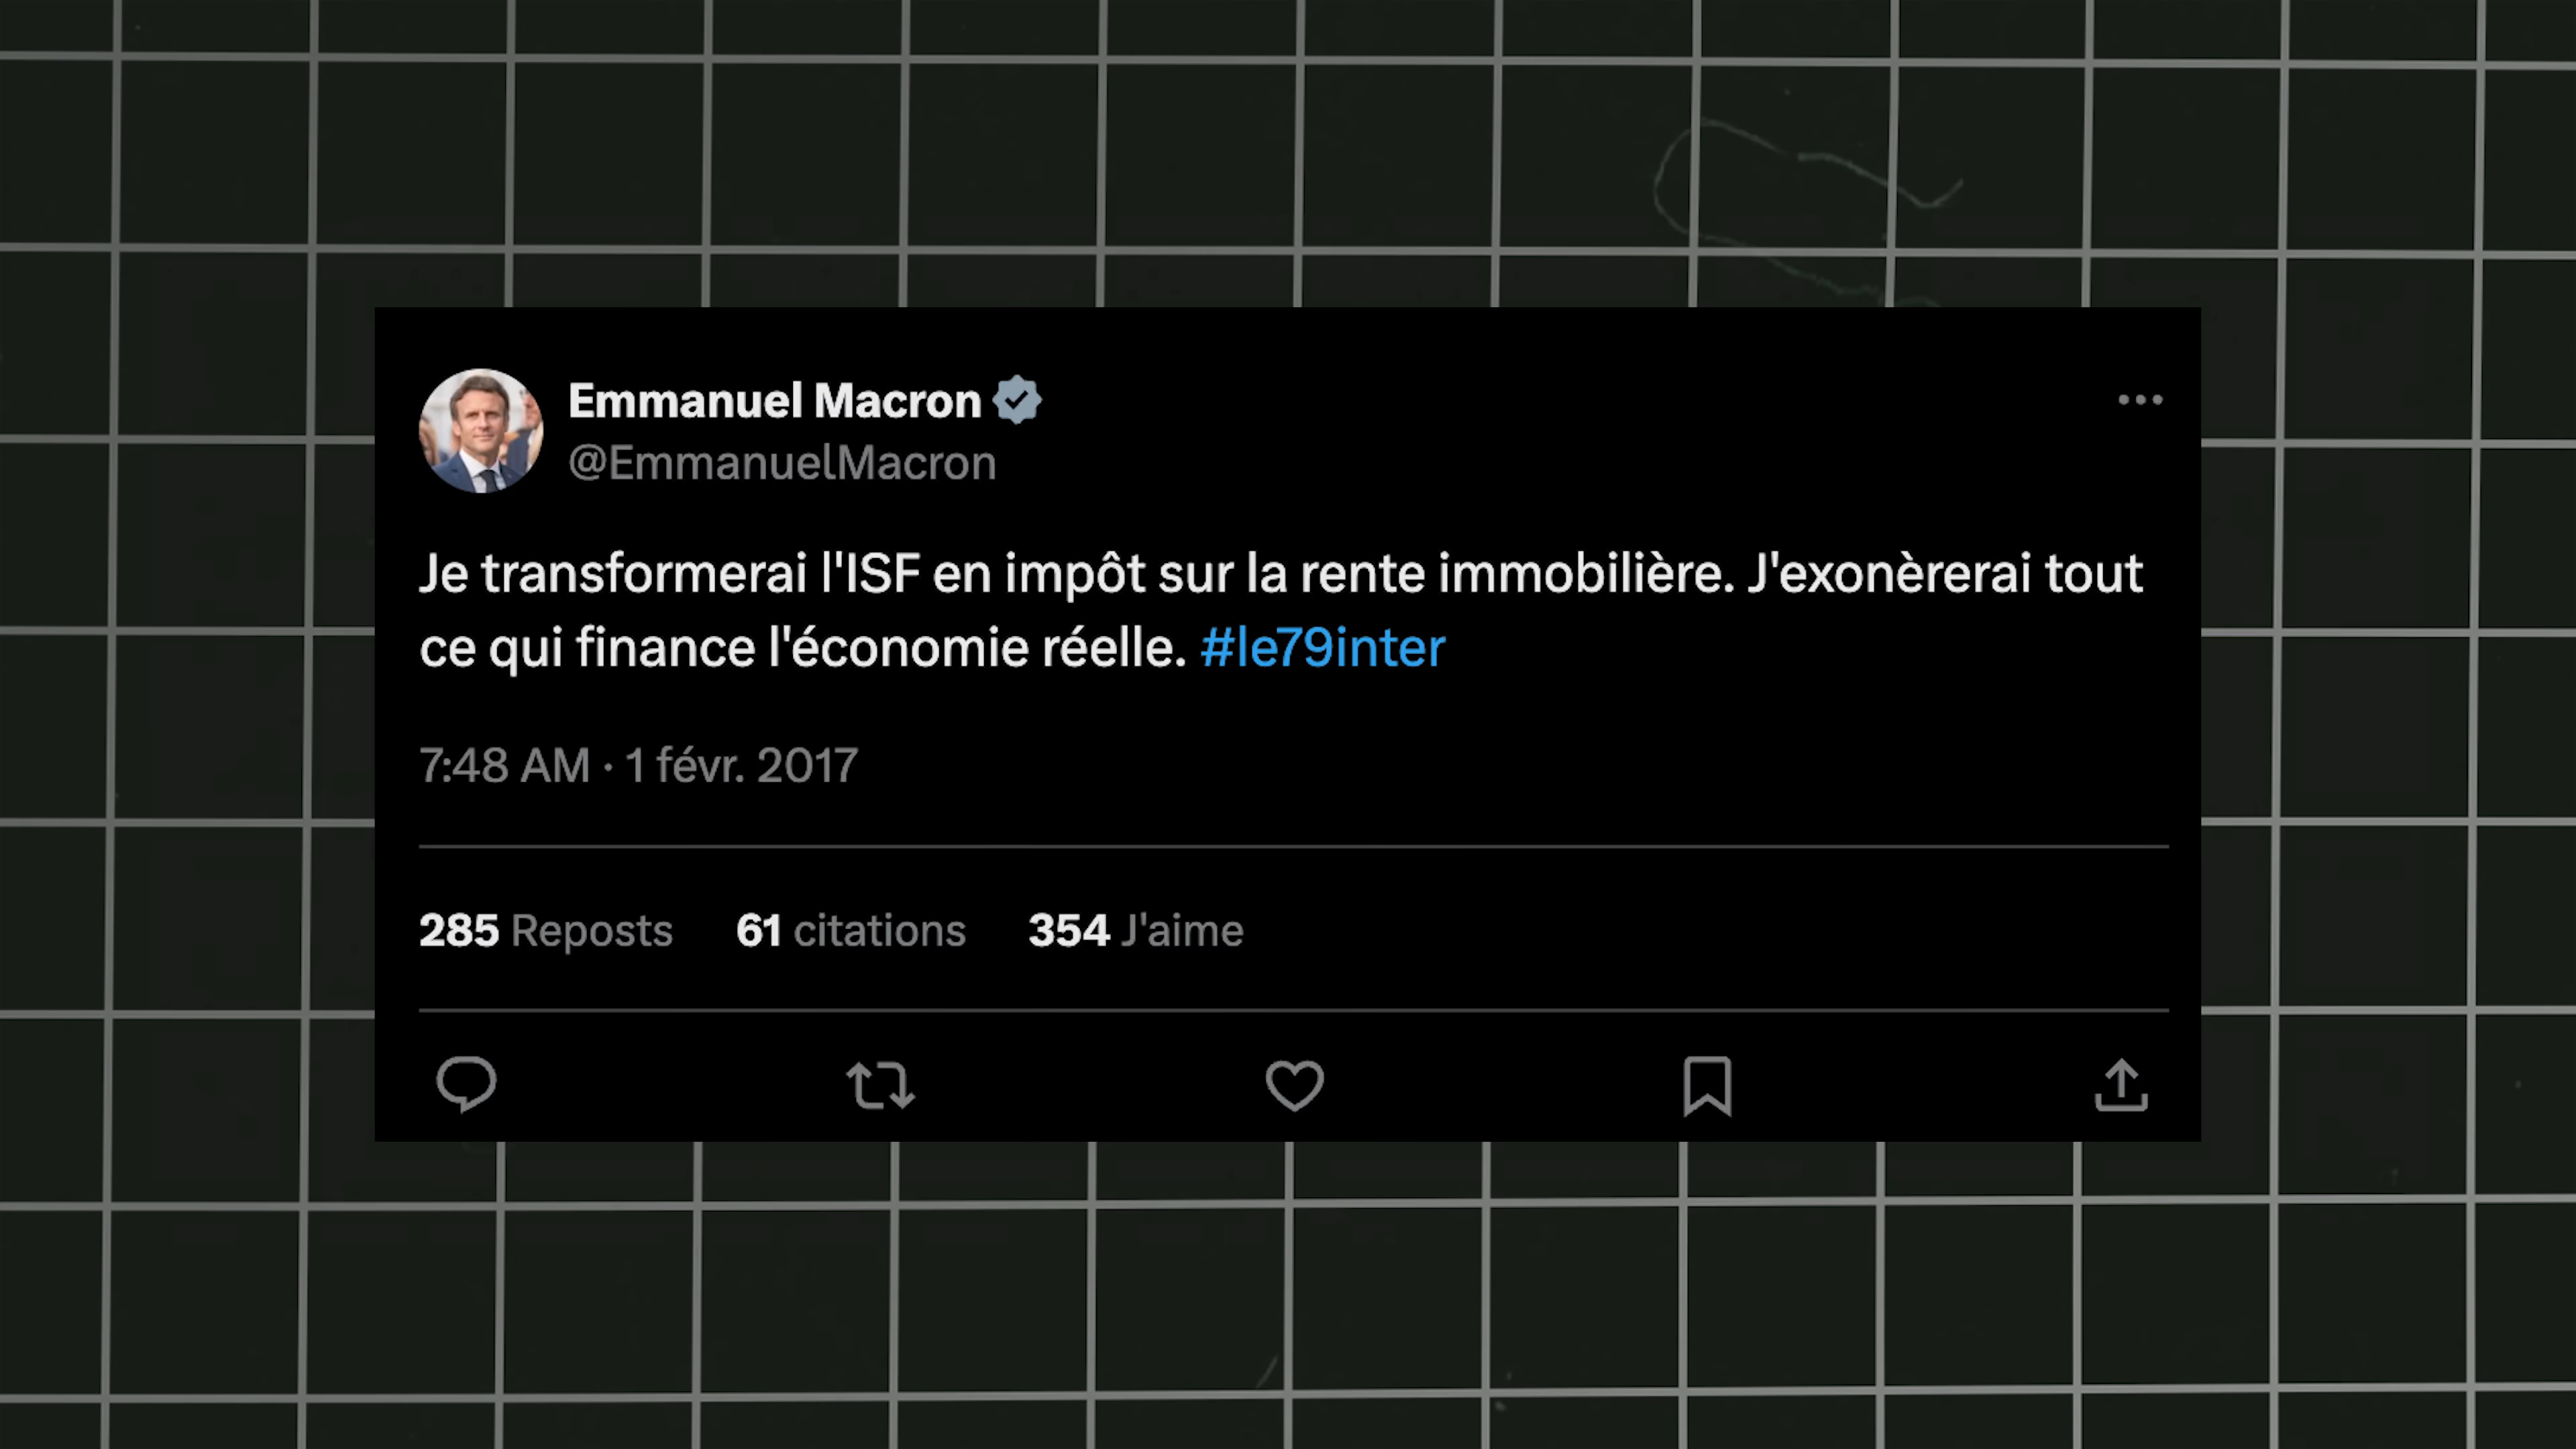 Emmanuel Macron
@EmmanuelMacron
Je transformerai l'ISF en impôt sur la rente immobilière. J'exonèrerai tout
ce qui finance l'économie réelle. #le79inter
7:48 AM · 1 févr. 2017
285 Reposts 61 citations 354 J'aime